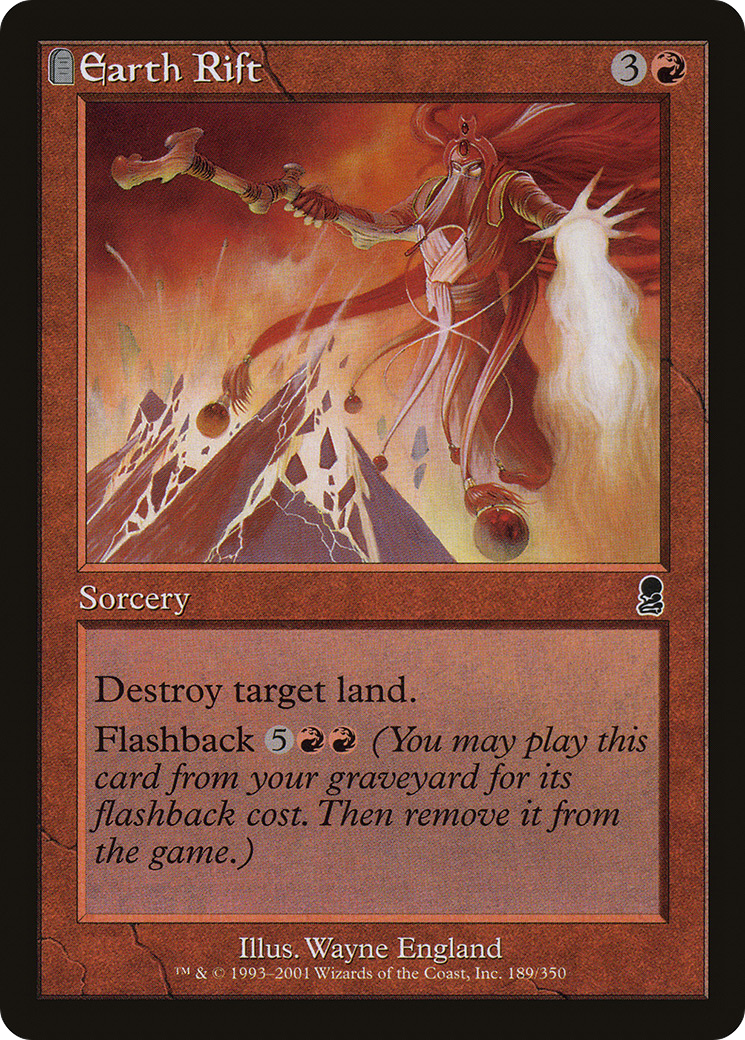 Earth Rift 3
Sorcery
Destroy target land.
Flashback 5 (You may play this
card from your graveyard for its
flashback cost. Then remove it from
the game.)
Illus. Wayne England
™ & © 1993–2001 Wizards of the Coast, Inc. 189/350